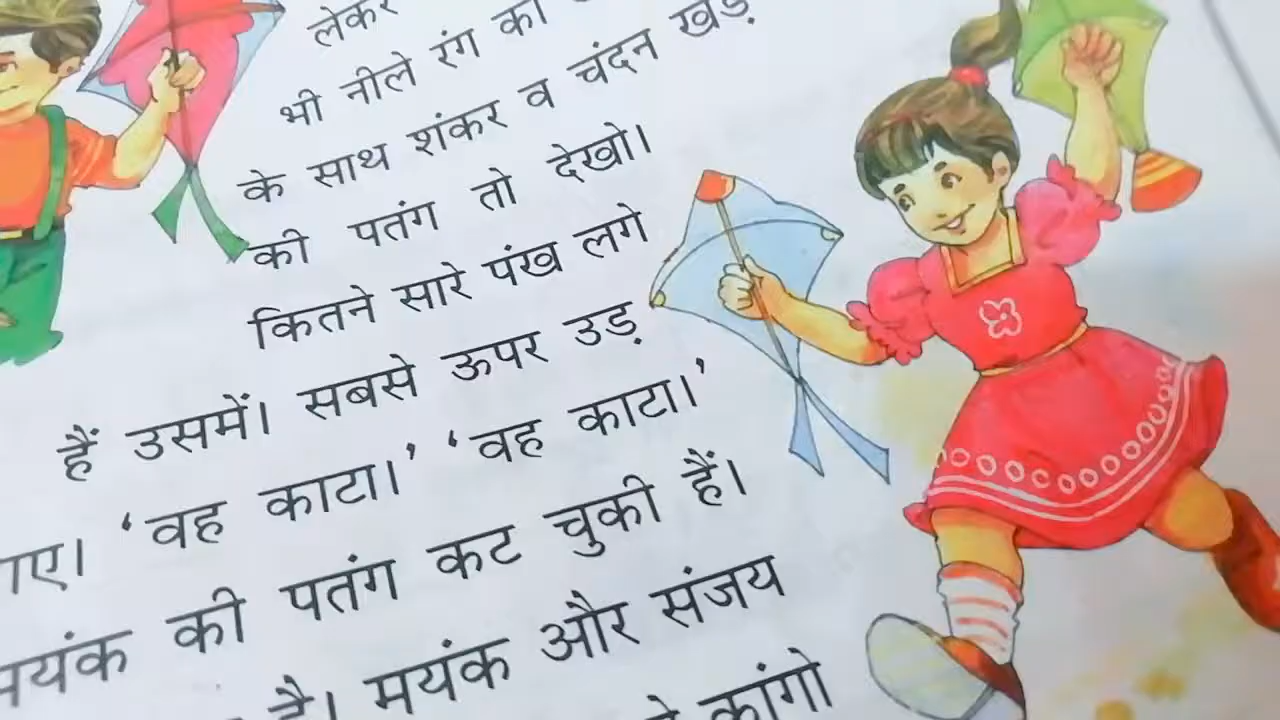 लेकर
भी नीले रंग की
के साथ शंकर व चंदन खड़े
की पतंग तो देखो।
कितने सारे पंख लगे
हैं उसमें। सबसे ऊपर उड़
‘वह काटा।’ ‘वह काटा।’
मयंक की पतंग कट चुकी हैं।
है। मयंक और संजय
कांगो